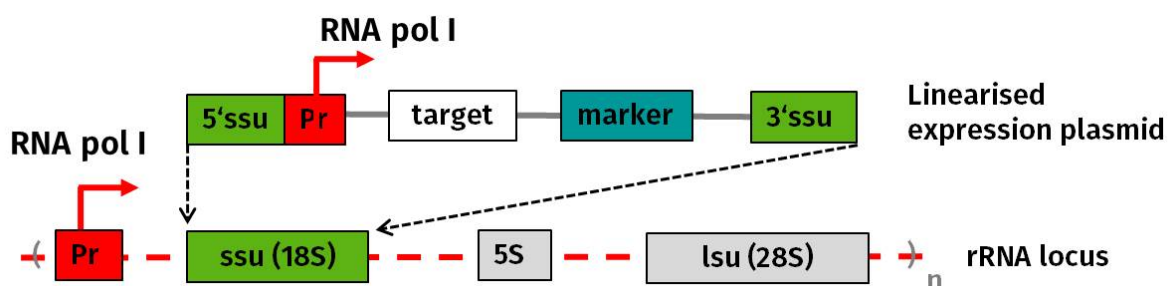 RNA pol I
5‘ssu Pr target marker 3‘ssu
Linearised
expression plasmid
RNA pol I
( Pr ssu (18S) 5S lsu (28S) )n rRNA locus